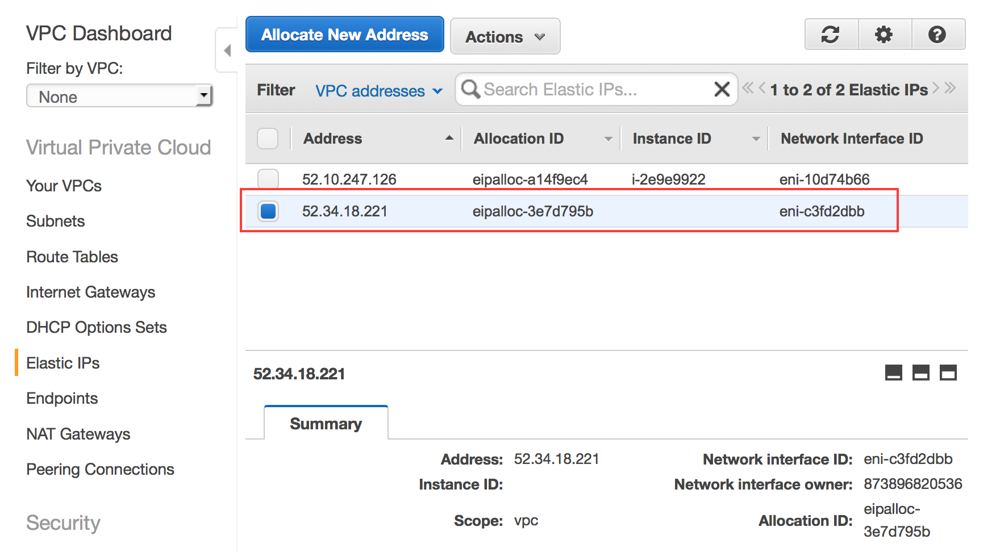 VPC Dashboard
Filter by VPC:
None
Virtual Private Cloud
Your VPCs
Subnets
Route Tables
Internet Gateways
DHCP Options Sets
Elastic IPs
Endpoints
NAT Gateways
Peering Connections
Security
Allocate New Address Actions
Filter VPC addresses Search Elastic IPs... 1 to 2 of 2 Elastic IPs
Address Allocation ID Instance ID Network Interface ID
52.10.247.126 eipalloc-a14f9ec4 i-2e9e9922 eni-10d74b66
52.34.18.221 eipalloc-3e7d795b eni-c3fd2dbb
52.34.18.221
Summary
Address: 52.34.18.221 Network interface ID: eni-c3fd2dbb
Instance ID: Network interface owner: 873896820536
Scope: vpc Allocation ID: eipalloc-
3e7d795b